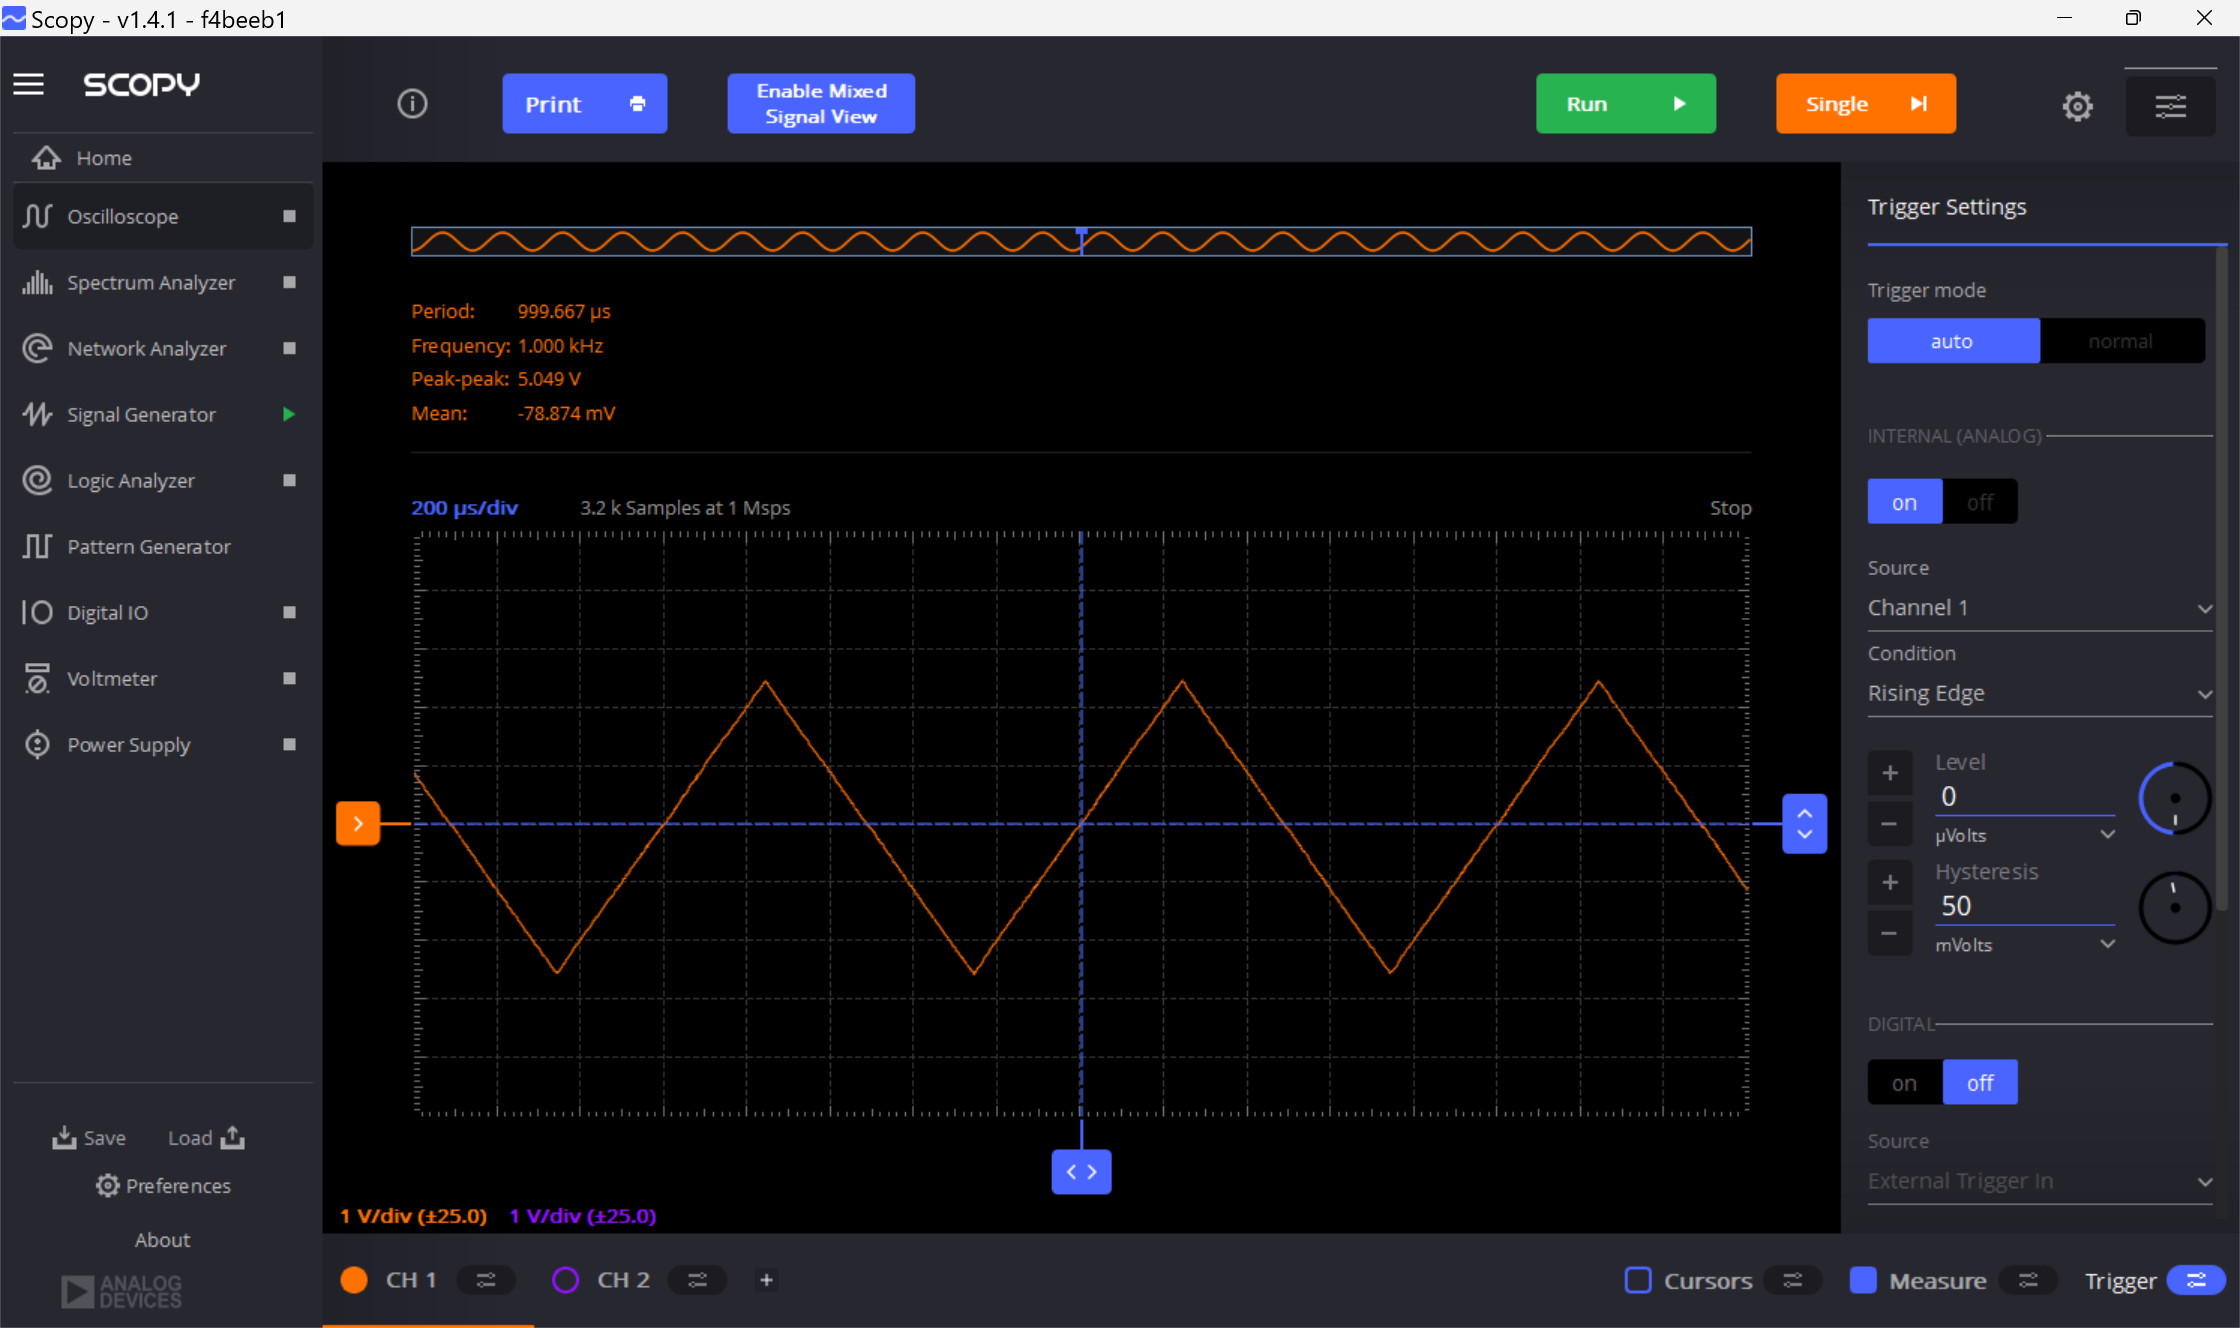 Scopy - v1.4.1 - f4beeb1
SCOPY
Print
Enable Mixed
Signal View
Run
Single
Home
Oscilloscope
Spectrum Analyzer
Network Analyzer
Signal Generator
Logic Analyzer
Pattern Generator
Digital IO
Voltmeter
Power Supply
Save Load
Preferences
About
ANALOG
DEVICES
Period: 999.667 µs
Frequency: 1.000 kHz
Peak-peak: 5.049 V
Mean: -78.874 mV
200 µs/div 3.2 k Samples at 1 Msps Stop
1 V/div (±25.0) 1 V/div (±25.0)
CH 1 CH 2 + Cursors Measure Trigger
Trigger Settings
Trigger mode
auto normal
INTERNAL (ANALOG)
on off
Source
Channel 1
Condition
Rising Edge
+ Level
0
− µVolts
+ Hysteresis
50
− mVolts
DIGITAL
on off
Source
External Trigger In